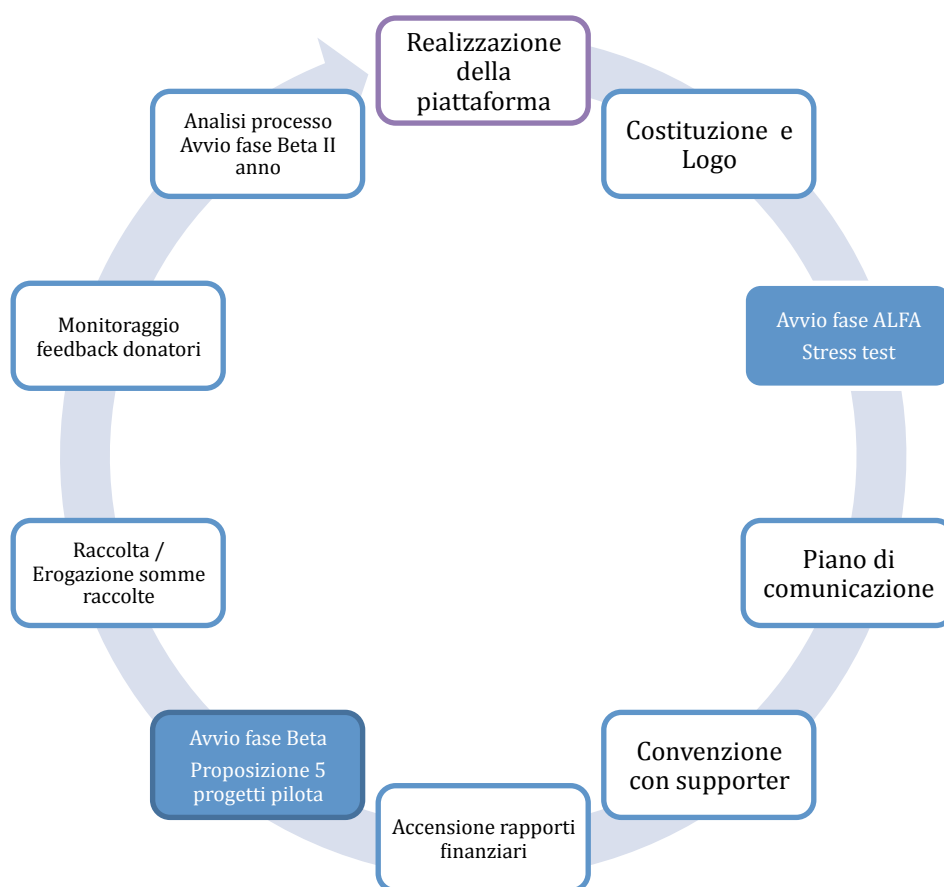 Realizzazione
della
piattaforma
Costituzione e
Logo
Avvio fase ALFA
Stress test
Piano di
comunicazione
Convenzione
con supporter
Accensione rapporti
finanziari
Avvio fase Beta
Proposizione 5
progetti pilota
Raccolta /
Erogazione somme
raccolte
Monitoraggio
feedback donatori
Analisi processo
Avvio fase Beta II
anno